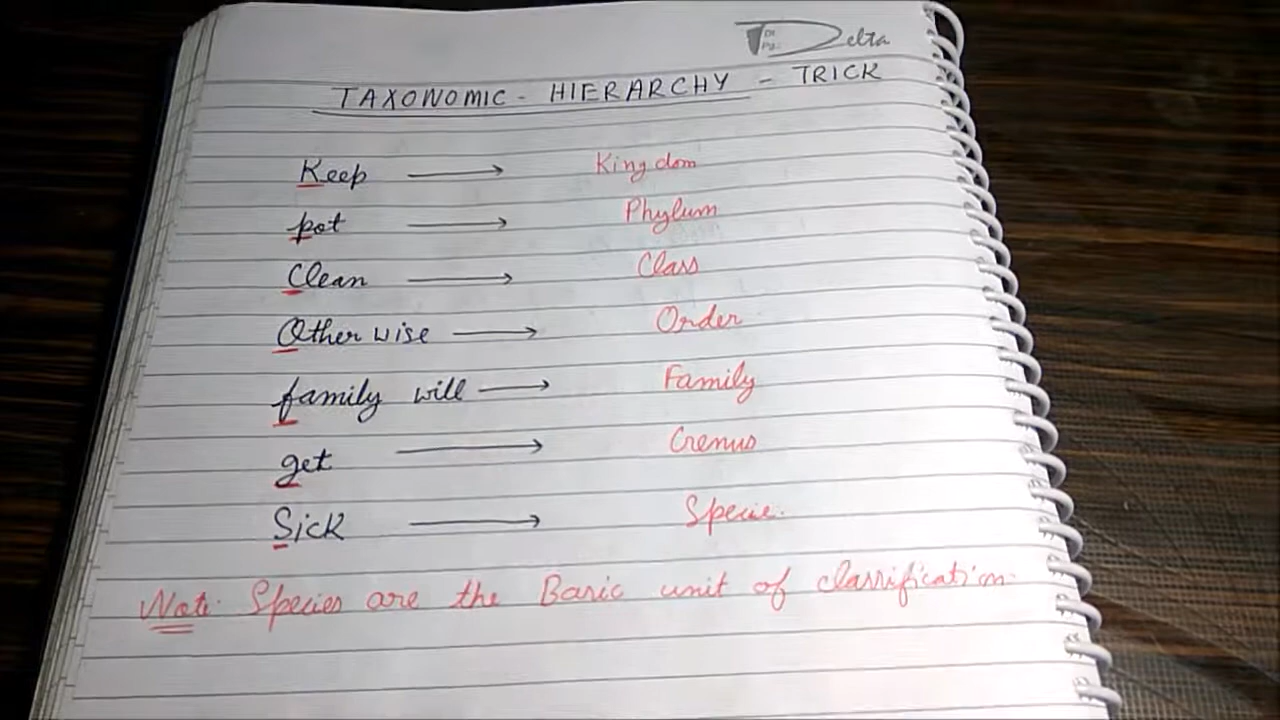 Delta
TAXONOMIC - HIERARCHY - TRICK
Keep → Kingdom
pot → Phylum
Clean → Class
Otherwise → Order
family will → Family
get → Genus
Sick → Specie.
Note: Species are the Basic unit of classification.